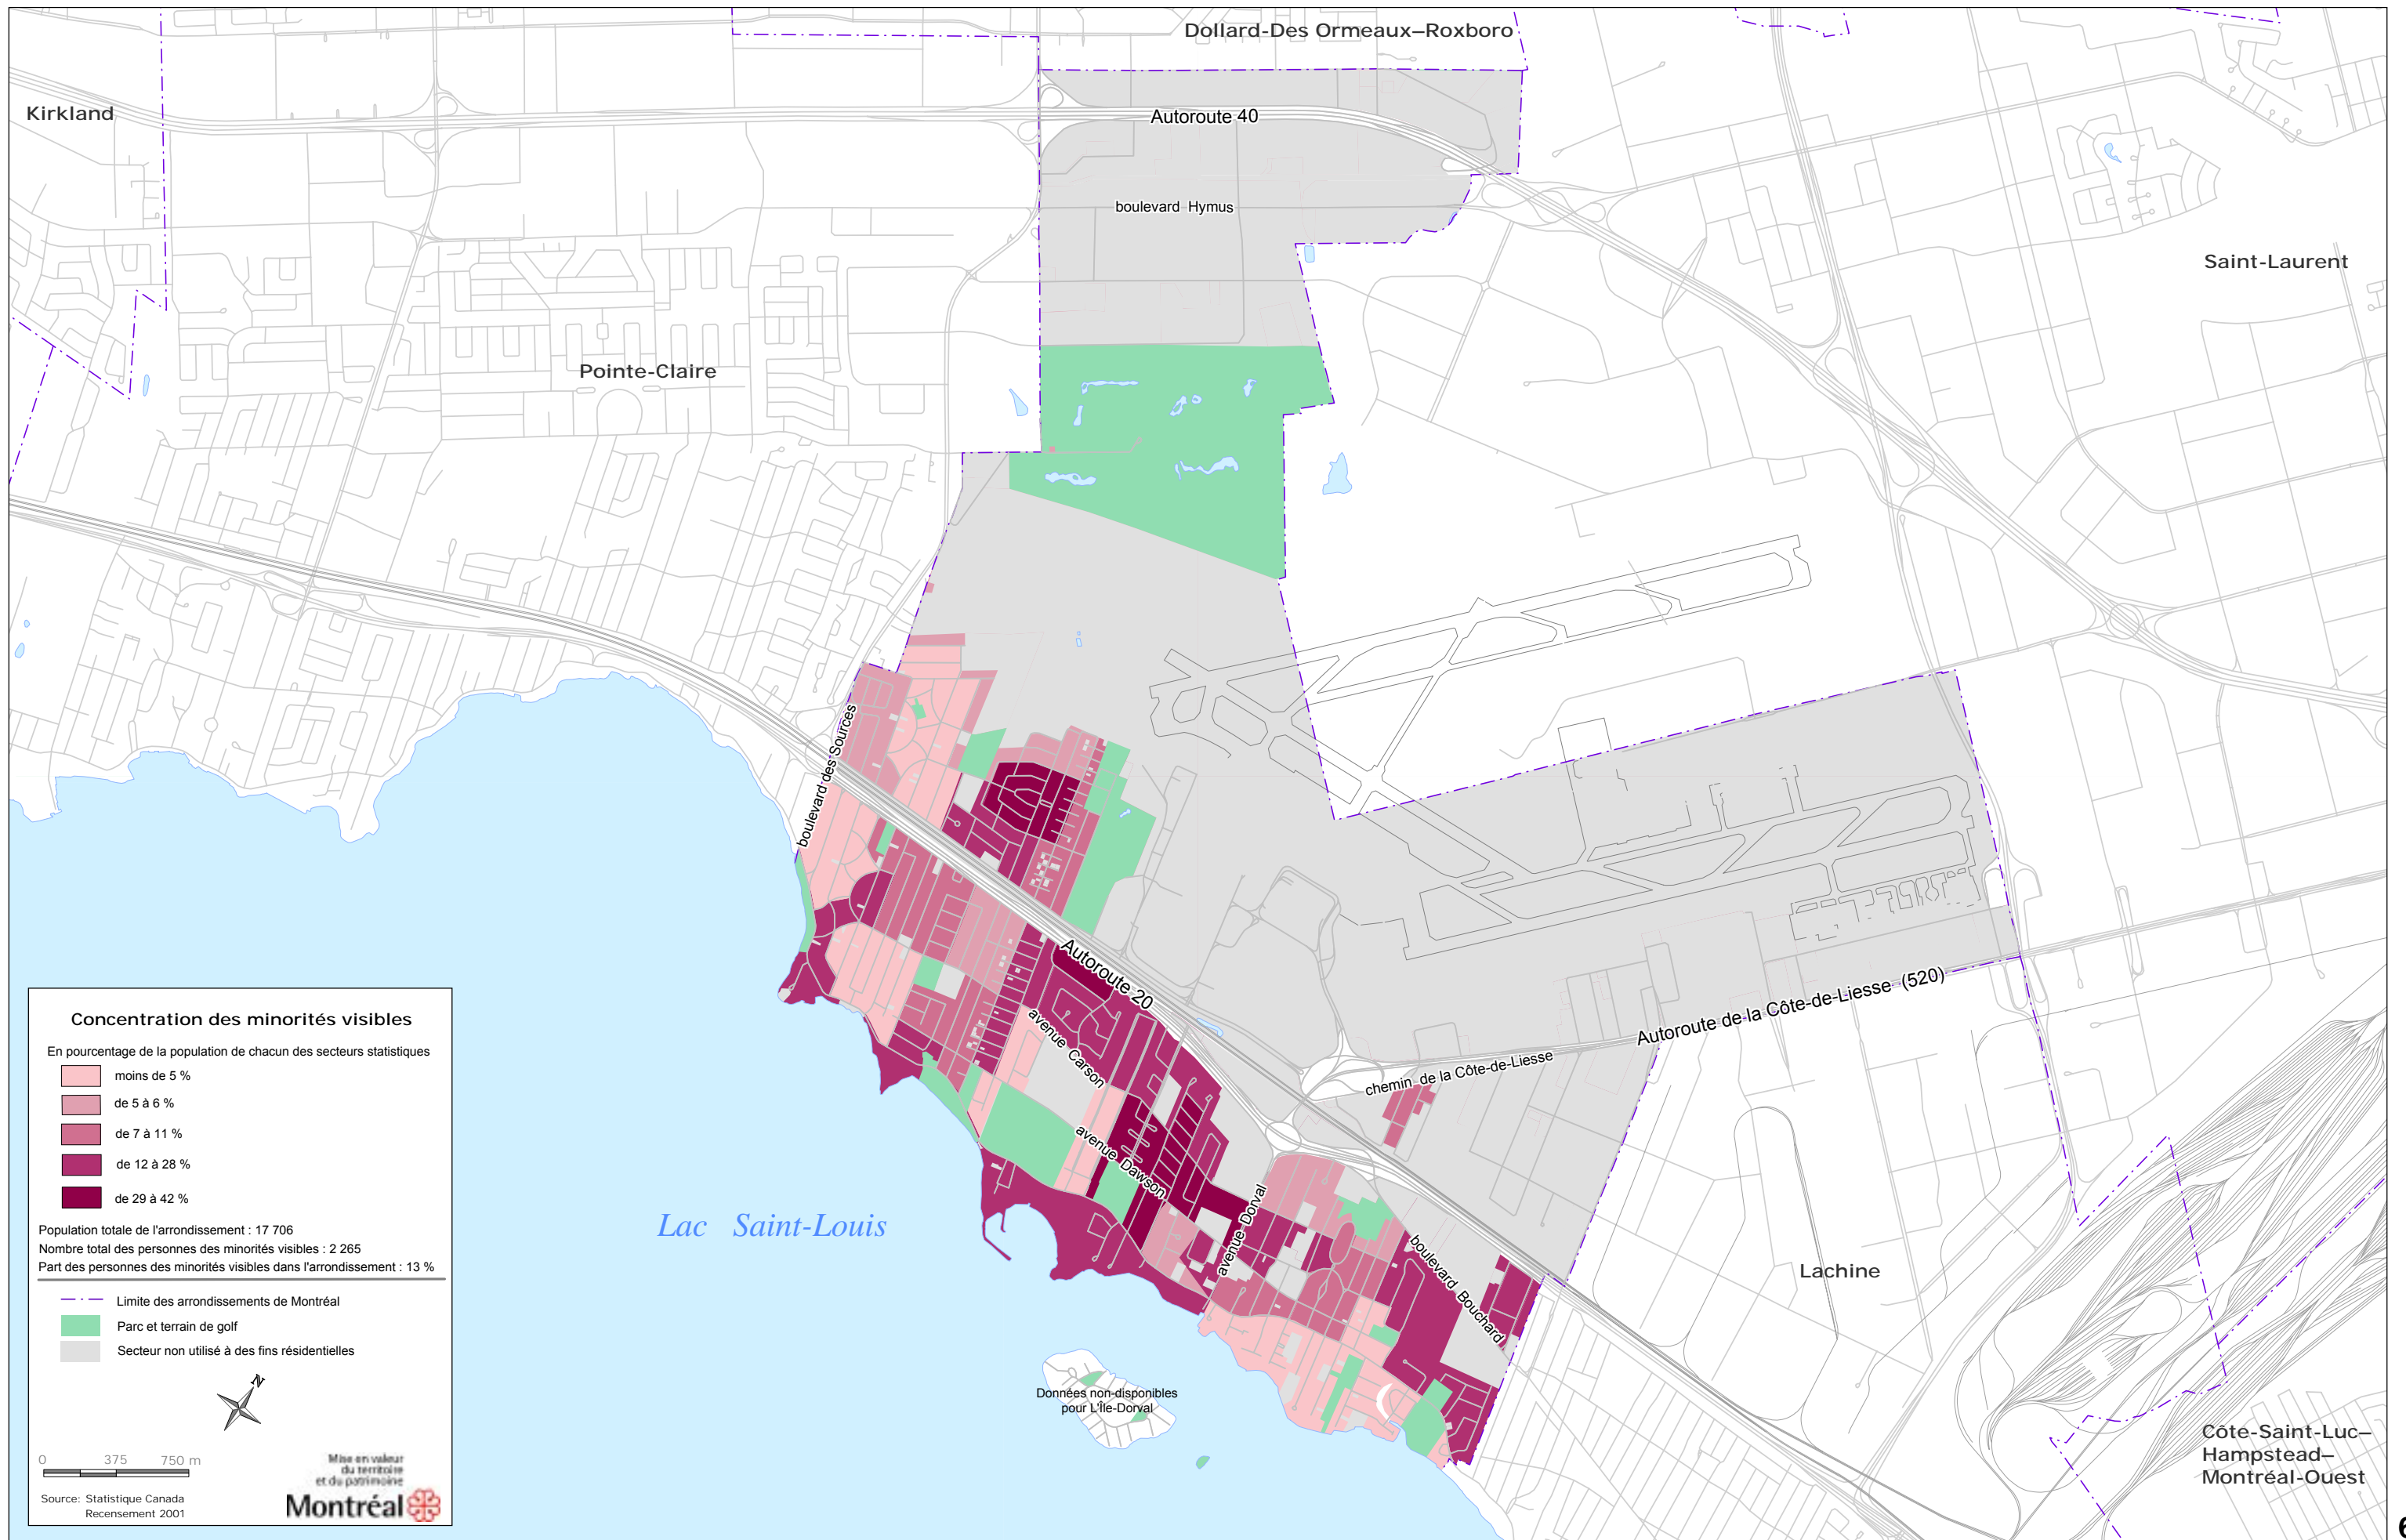 Dollard-Des Ormeaux–Roxboro
Kirkland
Autoroute 40
boulevard Hymus
Saint-Laurent
Pointe-Claire
boulevard des Sources
Autoroute 20
avenue Carson
Autoroute de la Côte-de-Liesse (520)
chemin de la Côte-de-Liesse
avenue Dawson
avenue Dorval
boulevard Bouchard
Lac Saint-Louis
Lachine
Données non-disponibles
pour L'Île-Dorval
Côte-Saint-Luc–
Hampstead–
Montréal-Ouest
Concentration des minorités visibles
En pourcentage de la population de chacun des secteurs statistiques
moins de 5 %
de 5 à 6 %
de 7 à 11 %
de 12 à 28 %
de 29 à 42 %
Population totale de l'arrondissement : 17 706
Nombre total des personnes des minorités visibles : 2 265
Part des personnes des minorités visibles dans l'arrondissement : 13 %
Limite des arrondissements de Montréal
Parc et terrain de golf
Secteur non utilisé à des fins résidentielles
N
0 375 750 m
Mise en valeur
du territoire
et du patrimoine
Montréal
Source: Statistique Canada
Recensement 2001